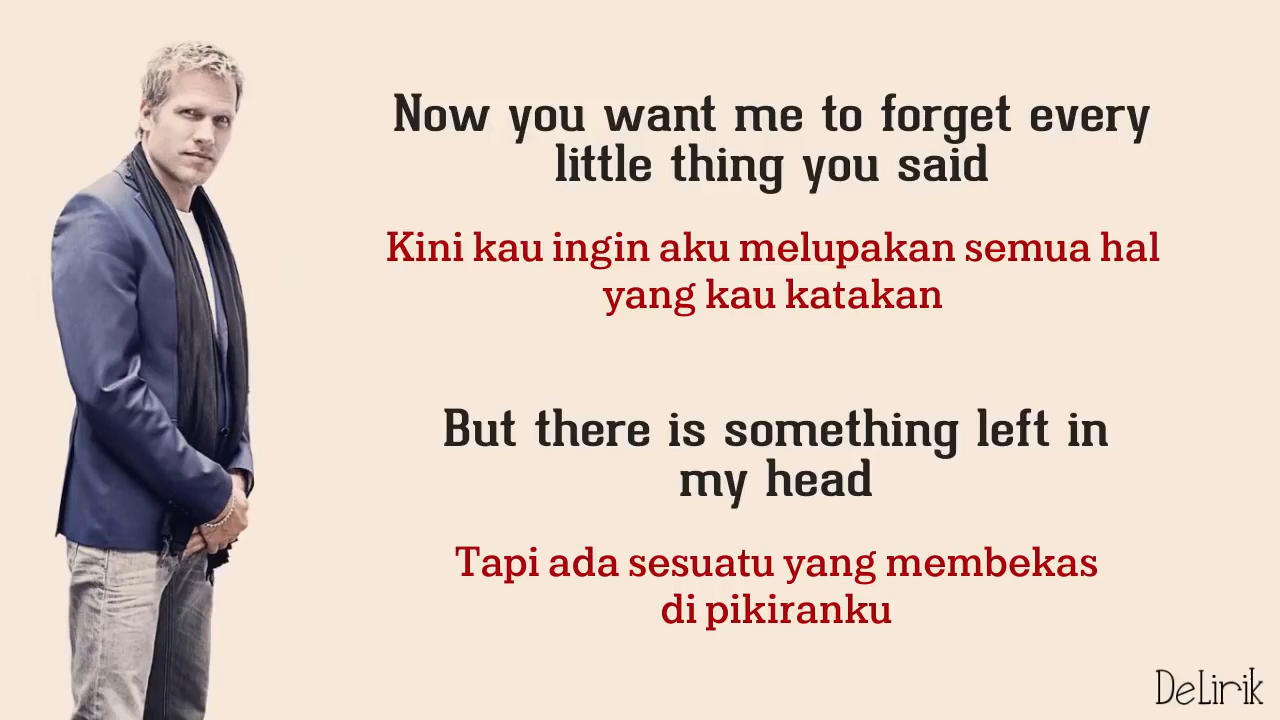 Now you want me to forget every
little thing you said
Kini kau ingin aku melupakan semua hal
yang kau katakan
But there is something left in
my head
Tapi ada sesuatu yang membekas
di pikiranku
DeLirik